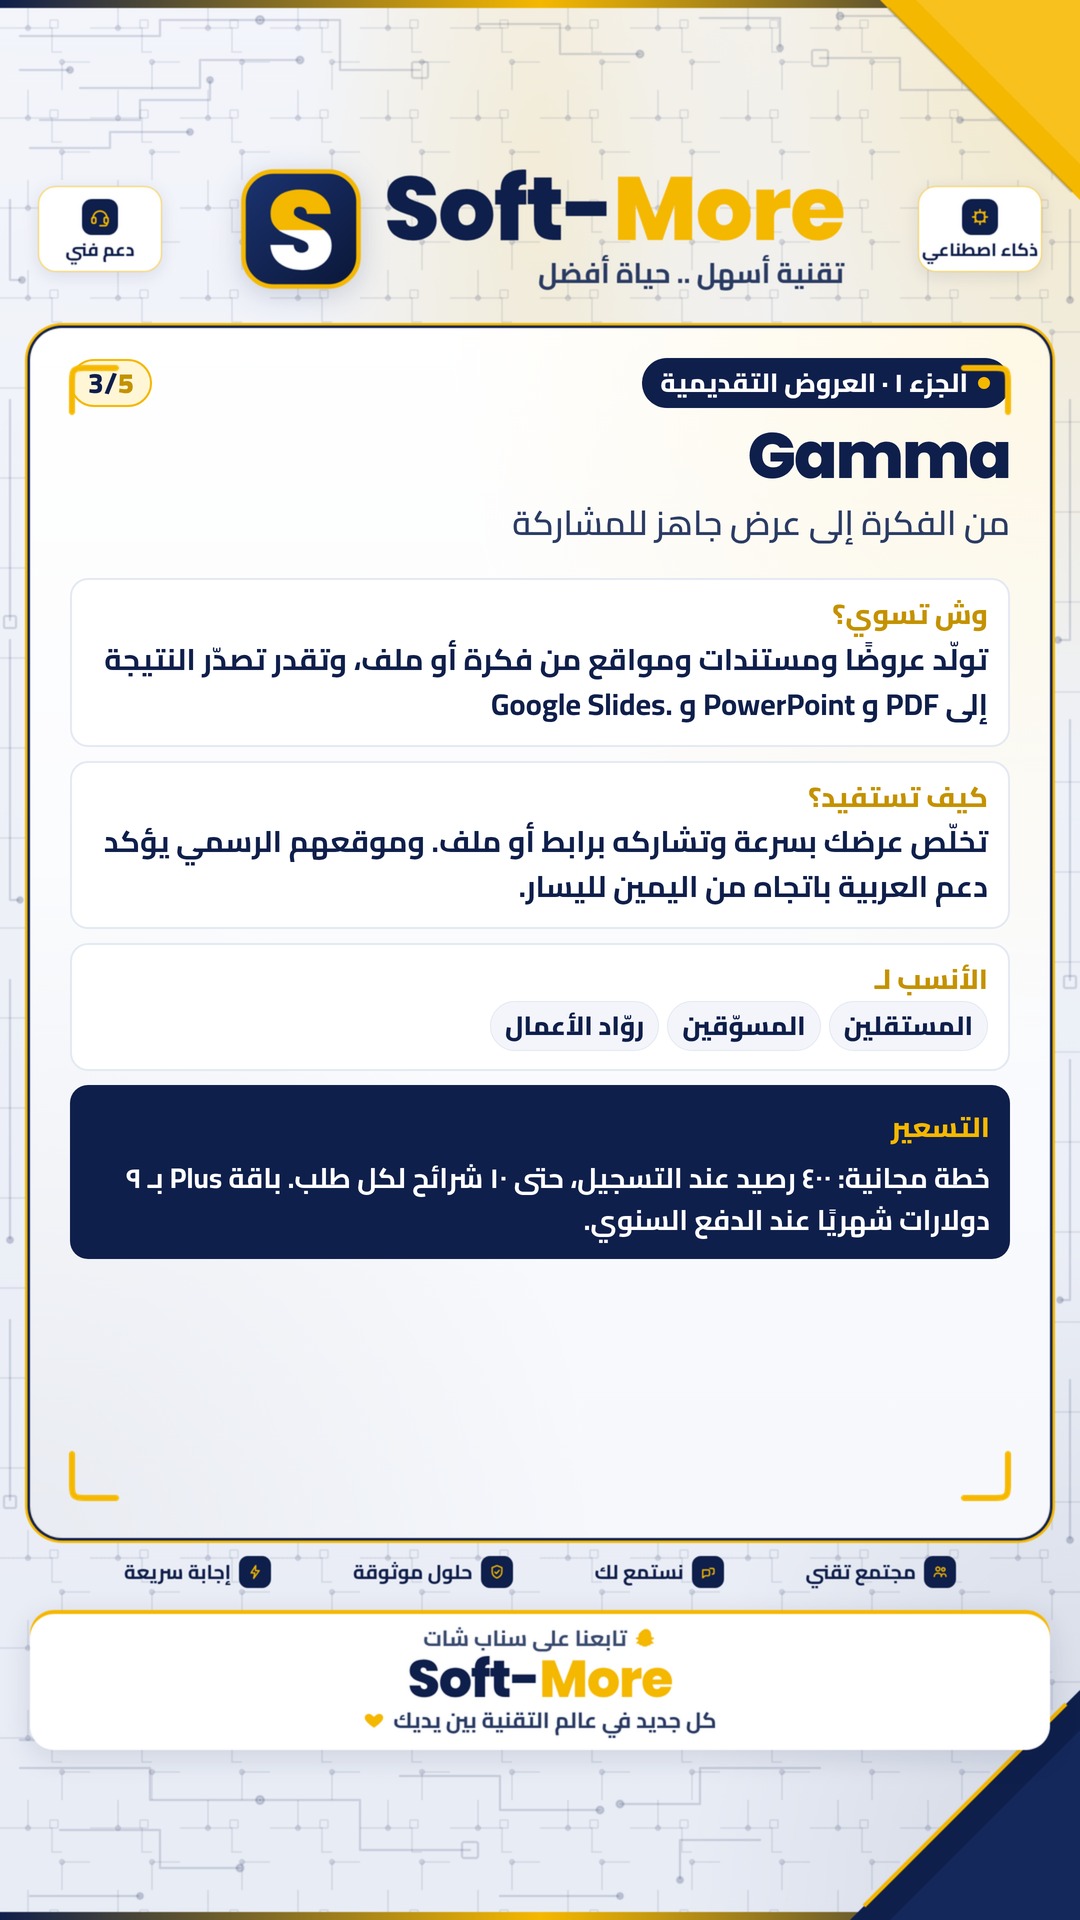 ذكاء اصطناعي
Soft-More
تقنية أسهل .. حياة أفضل
S
دعم فني
الجزء ١ · العروض التقديمية
3/5
Gamma
من الفكرة إلى عرض جاهز للمشاركة
وش تسوي؟
تولّد عروضًا ومستندات ومواقع من فكرة أو ملف، وتقدر تصدّر النتيجة
إلى PDF و PowerPoint و Google Slides.
كيف تستفيد؟
تخلّص عرضك بسرعة وتشاركه برابط أو ملف. وموقعهم الرسمي يؤكد
دعم العربية باتجاه من اليمين لليسار.
الأنسب لـ
المستقلين المسوّقين روّاد الأعمال
التسعير
خطة مجانية: ٤٠٠ رصيد عند التسجيل، حتى ١٠ شرائح لكل طلب. باقة Plus بـ ٩
دولارات شهريًا عند الدفع السنوي.
مجتمع تقني
نستمع لك
حلول موثوقة
إجابة سريعة
تابعنا على سناب شات
Soft-More
كل جديد في عالم التقنية بين يديك